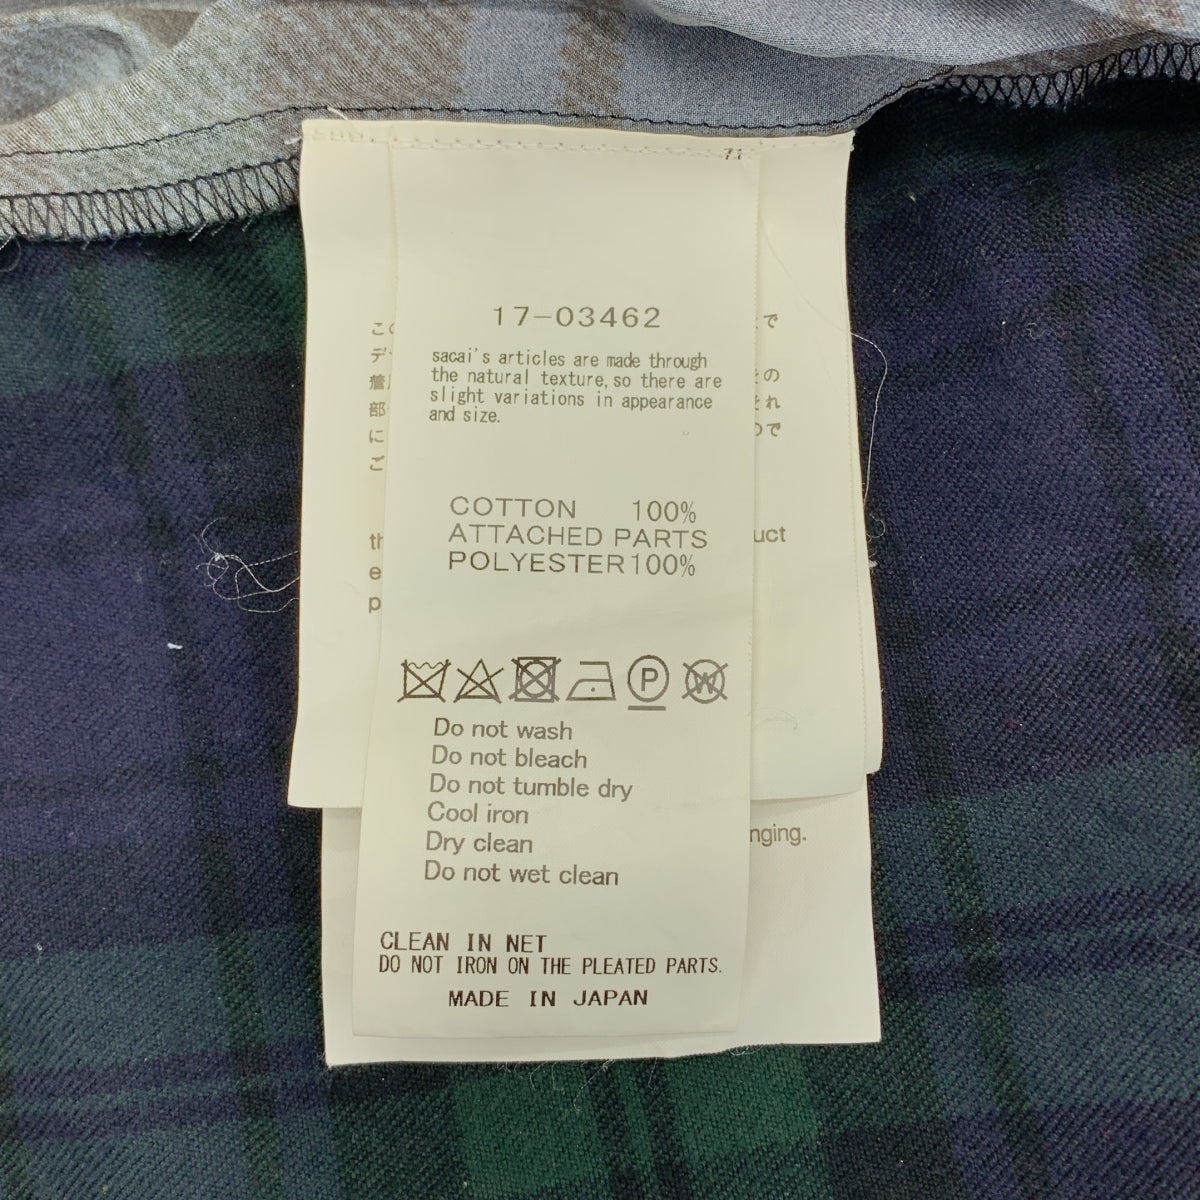 17-03462
sacai's articles are made through
the natural texture, so there are
slight variations in appearance
and size.
COTTON 100%
ATTACHED PARTS
POLYESTER 100%
P
W
Do not wash
Do not bleach
Do not tumble dry
Cool iron
Dry clean
Do not wet clean
CLEAN IN NET
DO NOT IRON ON THE PLEATED PARTS.
MADE IN JAPAN